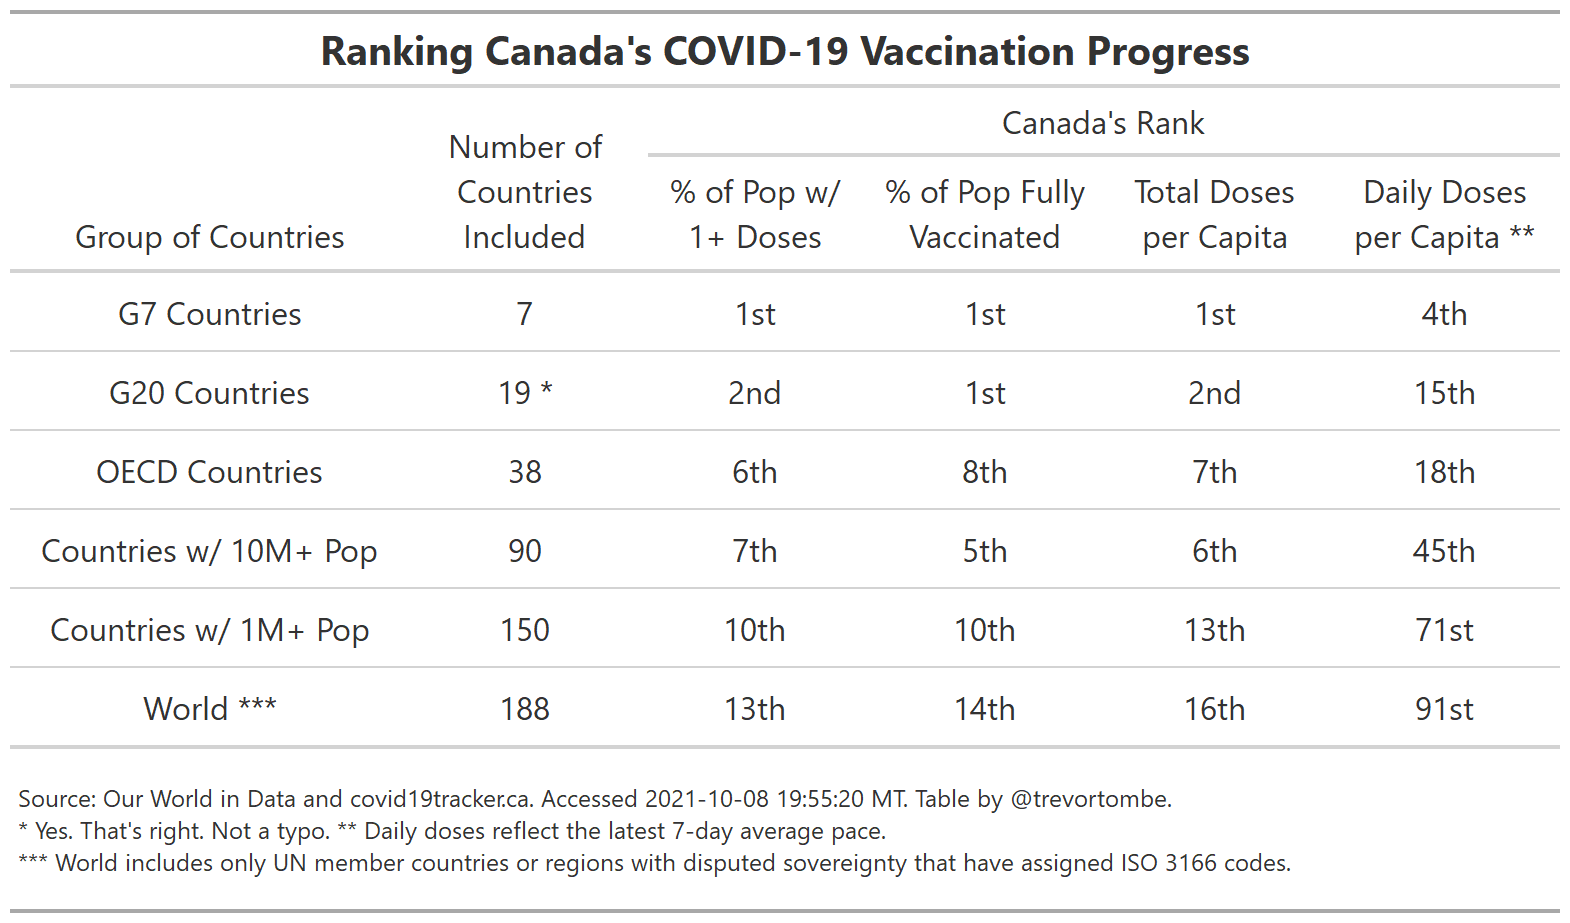 Ranking Canada's COVID-19 Vaccination Progress
Canada's Rank
Number of
Countries
Included
Group of Countries
% of Pop w/
1+ Doses
% of Pop Fully
Vaccinated
Total Doses
per Capita
Daily Doses
per Capita **
G7 Countries 7 1st 1st 1st 4th
G20 Countries 19 * 2nd 1st 2nd 15th
OECD Countries 38 6th 8th 7th 18th
Countries w/ 10M+ Pop 90 7th 5th 6th 45th
Countries w/ 1M+ Pop 150 10th 10th 13th 71st
World *** 188 13th 14th 16th 91st
Source: Our World in Data and covid19tracker.ca. Accessed 2021-10-08 19:55:20 MT. Table by @trevortombe.
* Yes. That's right. Not a typo. ** Daily doses reflect the latest 7-day average pace.
*** World includes only UN member countries or regions with disputed sovereignty that have assigned ISO 3166 codes.